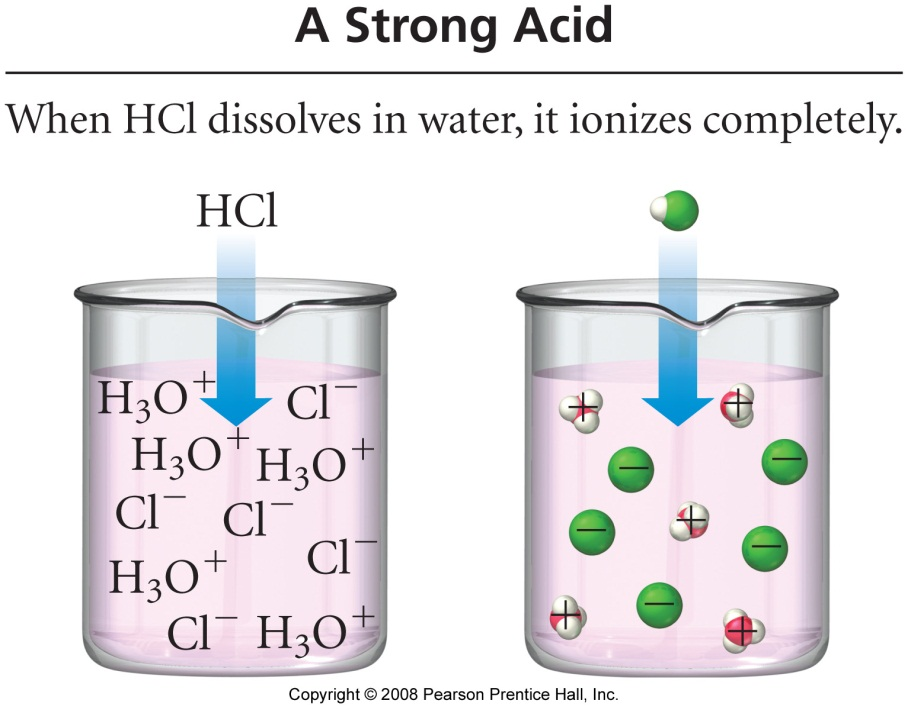 A Strong Acid
When HCl dissolves in water, it ionizes completely.
HCl
H₃O⁺ Cl⁻
H₃O⁺ H₃O⁺
Cl⁻ Cl⁻
Cl⁻
H₃O⁺
Cl⁻ H₃O⁺
+ +
− −
+
− −
−
+ +
Copyright © 2008 Pearson Prentice Hall, Inc.